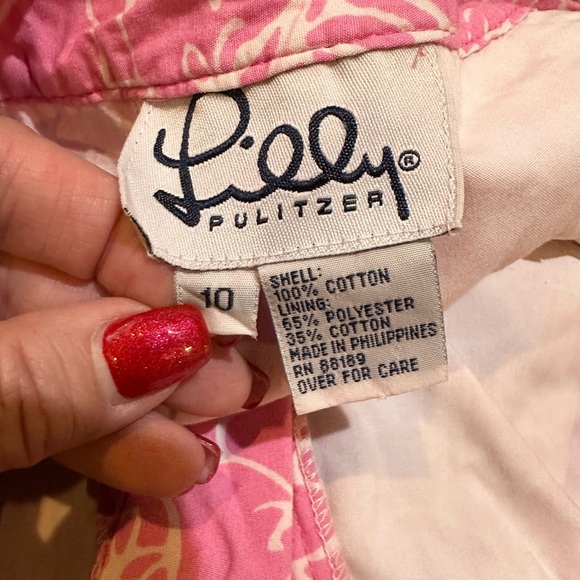 Lilly®
PULITZER
10
SHELL:
100% COTTON
LINING:
65% POLYESTER
35% COTTON
MADE IN PHILIPPINES
RN 88189
OVER FOR CARE